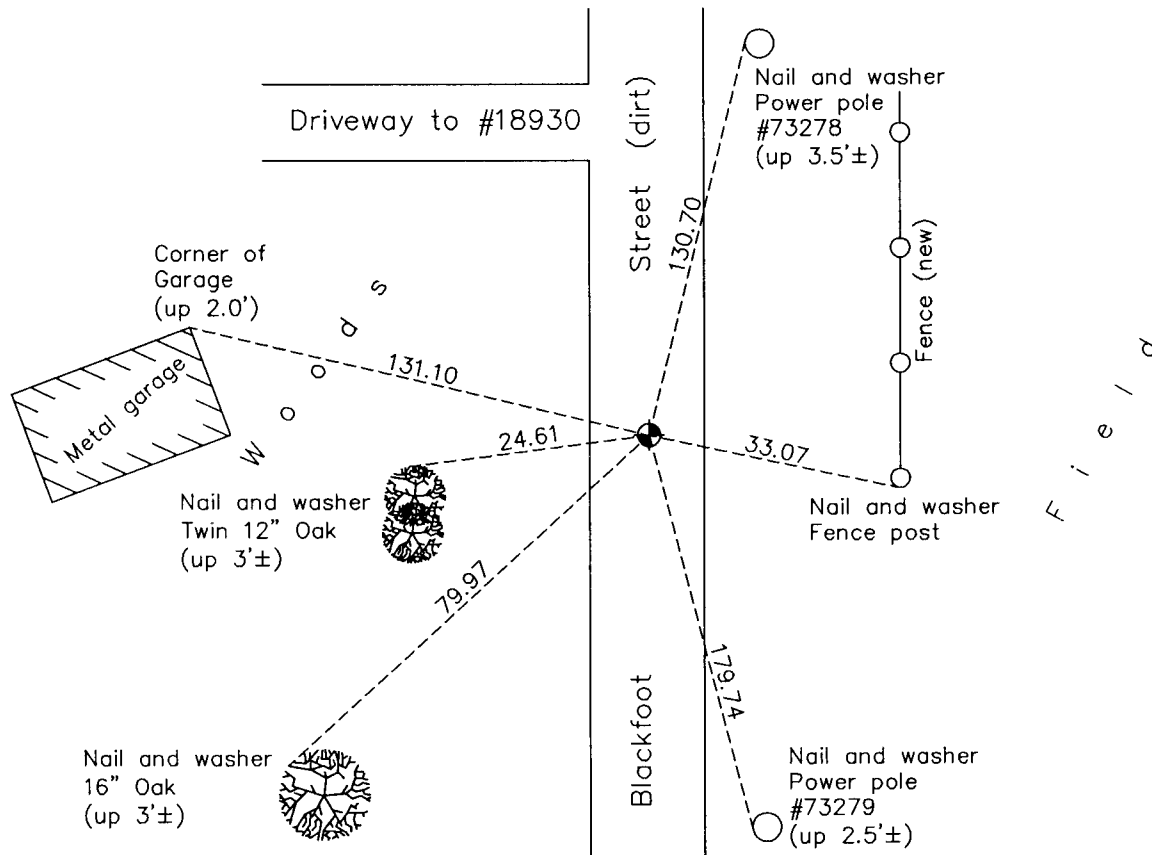 Nail and washer
Power pole
#73278
(up 3.5'±)
Driveway to #18930
Street (dirt)
130.70
Fence (new)
Corner of
Garage
(up 2.0')
Woods
131.10
Metal garage
Field
24.61
33.07
Nail and washer
Twin 12" Oak
(up 3'±)
Nail and washer
Fence post
79.97
179.74
Blackfoot
Nail and washer
16" Oak
(up 3'±)
Nail and washer
Power pole
#73279
(up 2.5'±)